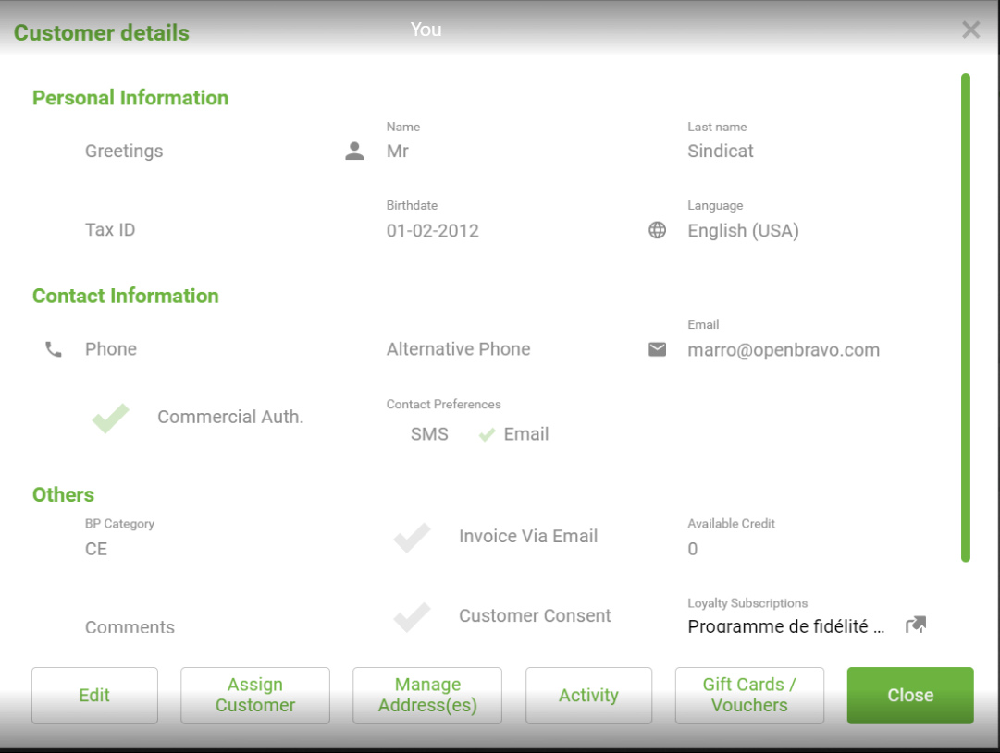 Customer details
You
Personal Information
Greetings
Name
Mr
Last name
Sindicat
Tax ID
Birthdate
01-02-2012
Language
English (USA)
Contact Information
Phone
Alternative Phone
Email
marro@openbravo.com
Commercial Auth.
Contact Preferences
SMS
Email
Others
BP Category
CE
Invoice Via Email
Available Credit
0
Comments
Customer Consent
Loyalty Subscriptions
Programme de fidélité ...
Edit
Assign
Customer
Manage
Address(es)
Activity
Gift Cards /
Vouchers
Close